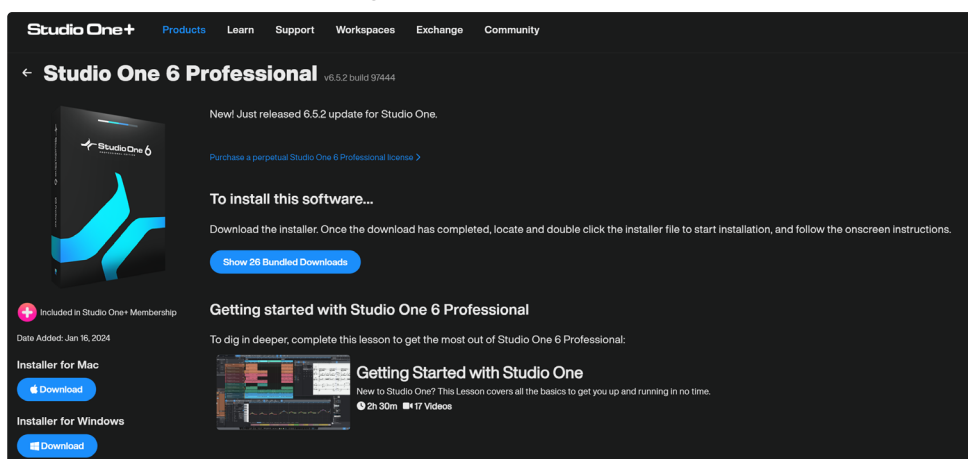 Studio One+ Products Learn Support Workspaces Exchange Community
← Studio One 6 Professional v6.5.2 build 97444
New! Just released 6.5.2 update for Studio One.
Studio One 6
PROFESSIONAL EDITION
Purchase a perpetual Studio One 6 Professional license >
To install this software...
Download the installer. Once the download has completed, locate and double click the installer file to start installation, and follow the onscreen instructions.
Show 26 Bundled Downloads
Included in Studio One+ Membership
Date Added: Jan 16, 2024
Installer for Mac
Download
Installer for Windows
Download
Getting started with Studio One 6 Professional
To dig in deeper, complete this lesson to get the most out of Studio One 6 Professional:
Getting Started with Studio One
New to Studio One? This Lesson covers all the basics to get you up and running in no time.
2h 30m 17 Videos